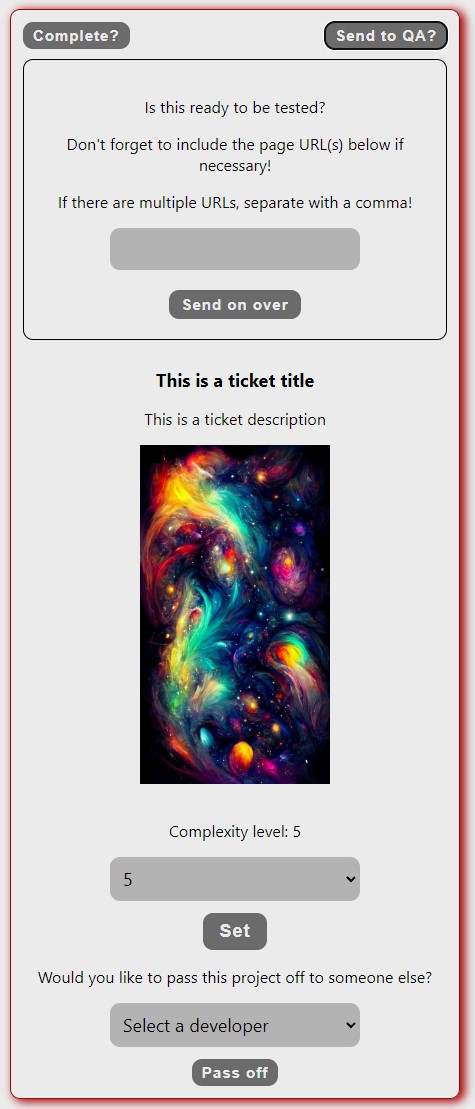 Complete?
Send to QA?
Is this ready to be tested?
Don't forget to include the page URL(s) below if
necessary!
If there are multiple URLs, separate with a comma!
Send on over
This is a ticket title
This is a ticket description
Complexity level: 5
5
Set
Would you like to pass this project off to someone else?
Select a developer
Pass off